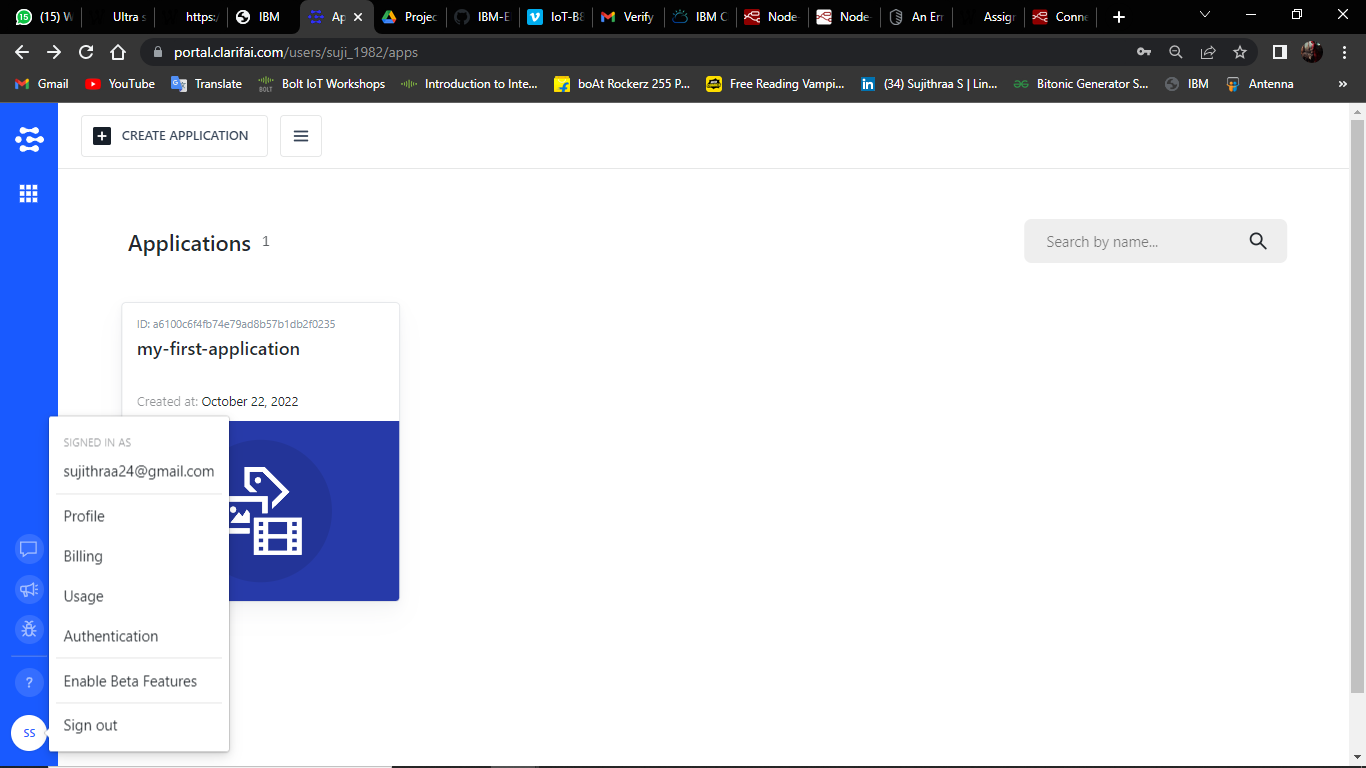 (15) W
Ultra s
https:/
IBM
Ap
Projec
IBM-E
IoT-B8
Verify
IBM C
Node-
Node-
An Err
Assigr
Conne
portal.clarifai.com/users/suji_1982/apps
Gmail
YouTube
Translate
Bolt IoT Workshops
Introduction to Inte...
boAt Rockerz 255 P...
Free Reading Vampi...
(34) Sujithraa S | Lin...
Bitonic Generator S...
IBM
Antenna
»
CREATE APPLICATION
Applications 1
Search by name...
ID: a6100c6f4fb74e79ad8b57b1db2f0235
my-first-application
Created at: October 22, 2022
SIGNED IN AS
sujithraa24@gmail.com
Profile
Billing
Usage
Authentication
Enable Beta Features
Sign out
?
SS